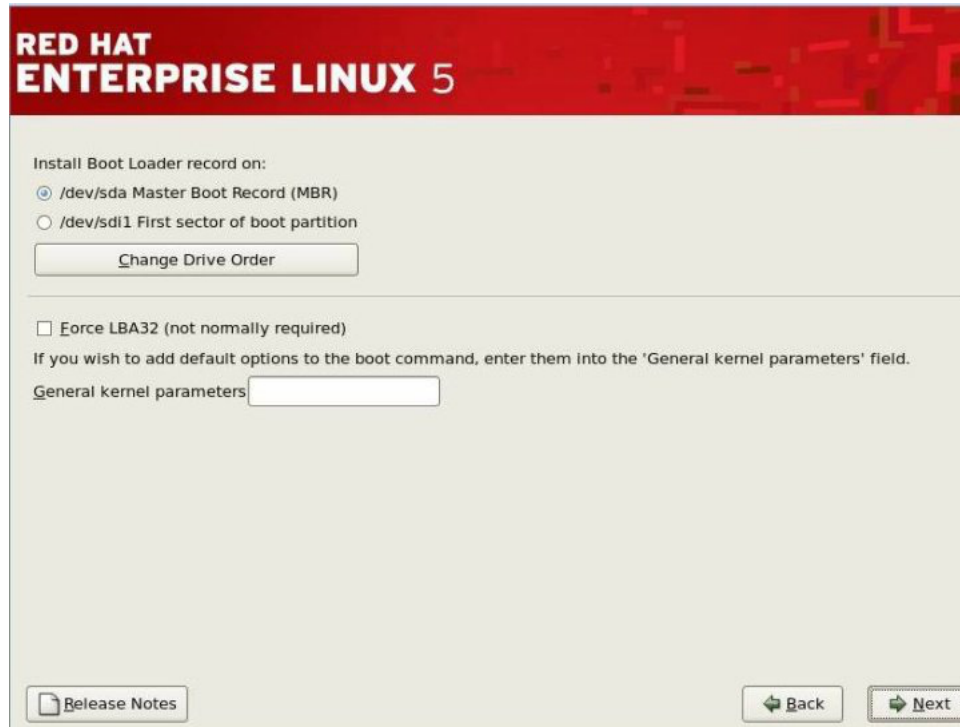 RED HAT
ENTERPRISE LINUX 5
Install Boot Loader record on:
/dev/sda Master Boot Record (MBR)
/dev/sdi1 First sector of boot partition
Change Drive Order
Force LBA32 (not normally required)
If you wish to add default options to the boot command, enter them into the 'General kernel parameters' field.
General kernel parameters
Release Notes
Back
Next